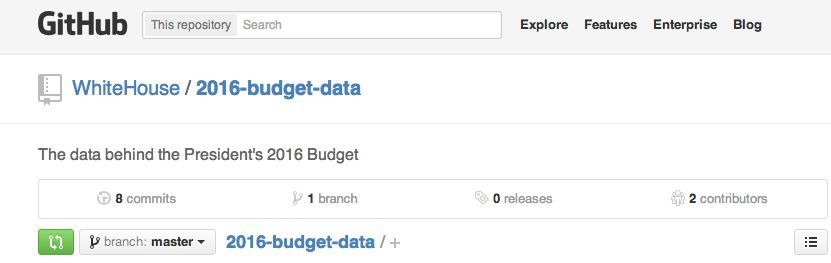 GitHub This repository Search Explore Features Enterprise Blog
WhiteHouse / 2016-budget-data
The data behind the President's 2016 Budget
8 commits 1 branch 0 releases 2 contributors
branch: master 2016-budget-data / +